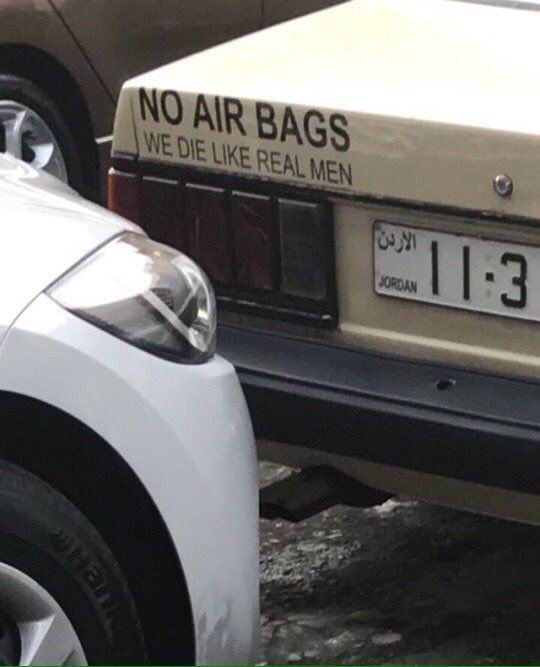 NO AIR BAGS
WE DIE LIKE REAL MEN
الاردن
JORDAN
11-3